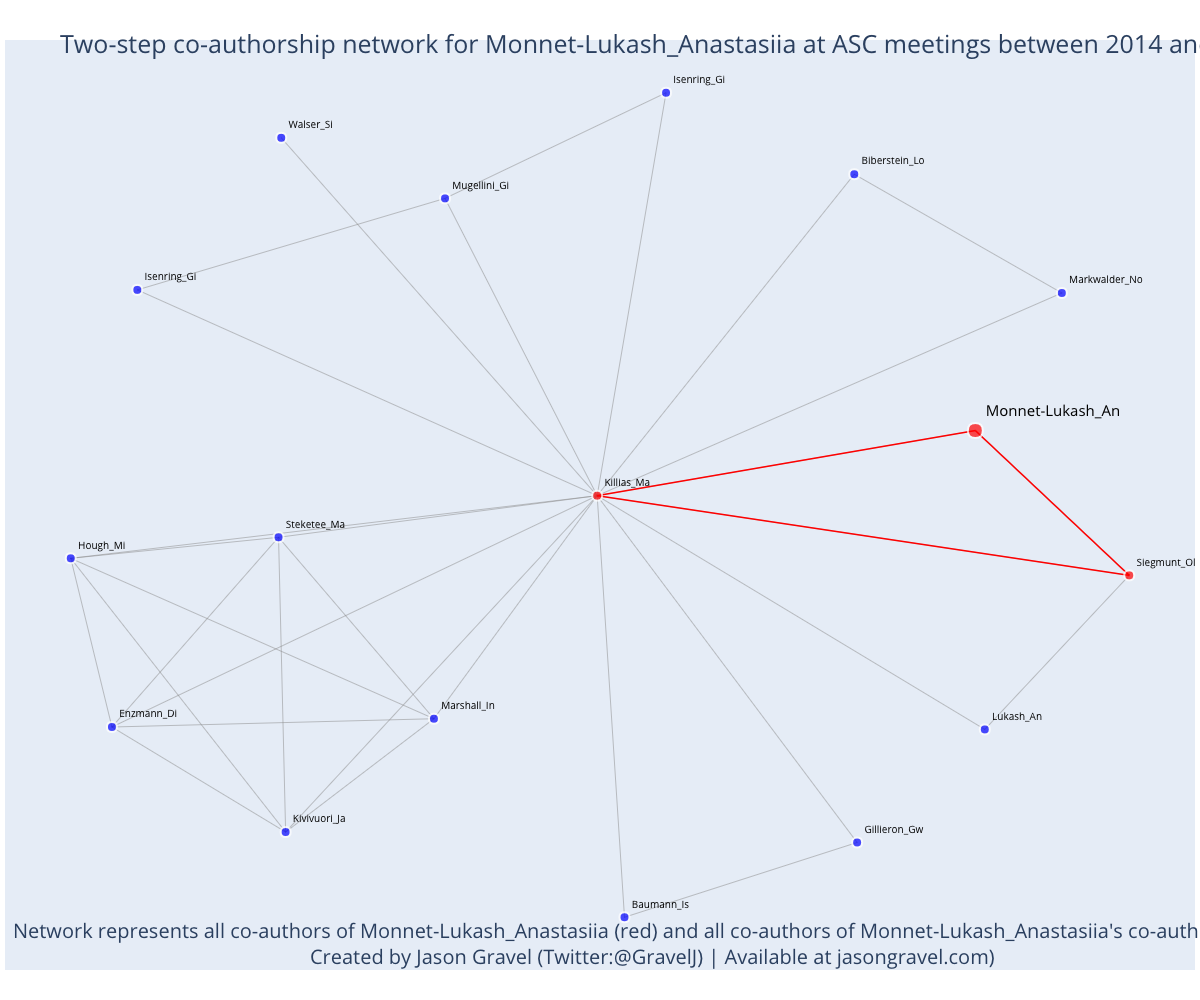 Two-step co-authorship network for Monnet-Lukash_Anastasiia at ASC meetings between 2014 an
Isenring_Gi
Walser_Si
Biberstein_Lo
Mugellini_Gi
Isenring_Gi
Markwalder_No
Monnet-Lukash_An
Killias_Ma
Steketee_Ma
Hough_Mi
Siegmunt_Ol
Marshall_In
Enzmann_Di
Lukash_An
Kivivuori_Ja
Gillieron_Gw
Baumann_Is
Network represents all co-authors of Monnet-Lukash_Anastasiia (red) and all co-authors of Monnet-Lukash_Anastasiia's co-auth
Created by Jason Gravel (Twitter:@GravelJ) | Available at jasongravel.com)